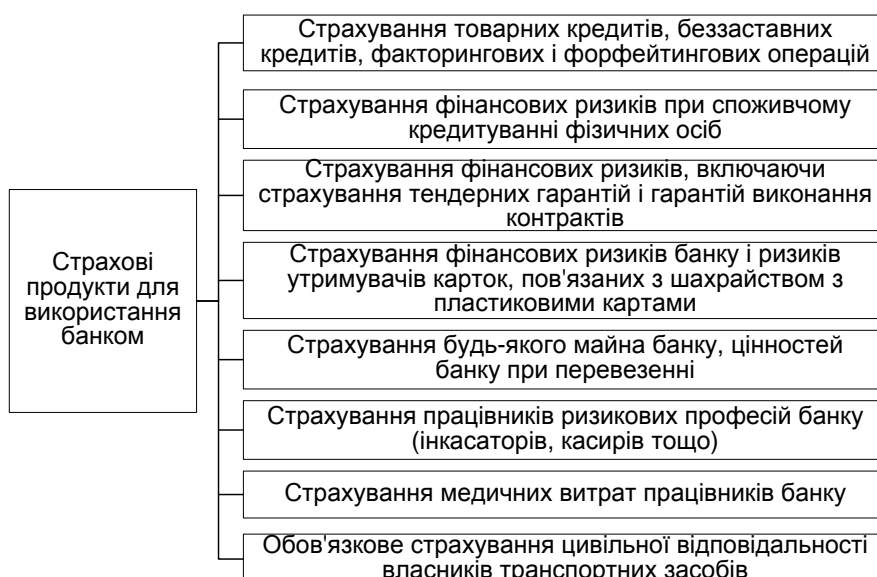 Страхування товарних кредитів, беззаставних
кредитів, факторингових і форфейтингових операцій
Страхування фінансових ризиків при споживчому
кредитуванні фізичних осіб
Страхування фінансових ризиків, включаючи
страхування тендерних гарантій і гарантій виконання
контрактів
Страхові
продукти для
використання
банком
Страхування фінансових ризиків банку і ризиків
утримувачів карток, пов'язаних з шахрайством з
пластиковими картами
Страхування будь-якого майна банку, цінностей
банку при перевезенні
Страхування працівників ризикових професій банку
(інкасаторів, касирів тощо)
Страхування медичних витрат працівників банку
Обов'язкове страхування цивільної відповідальності
власників транспортних засобів